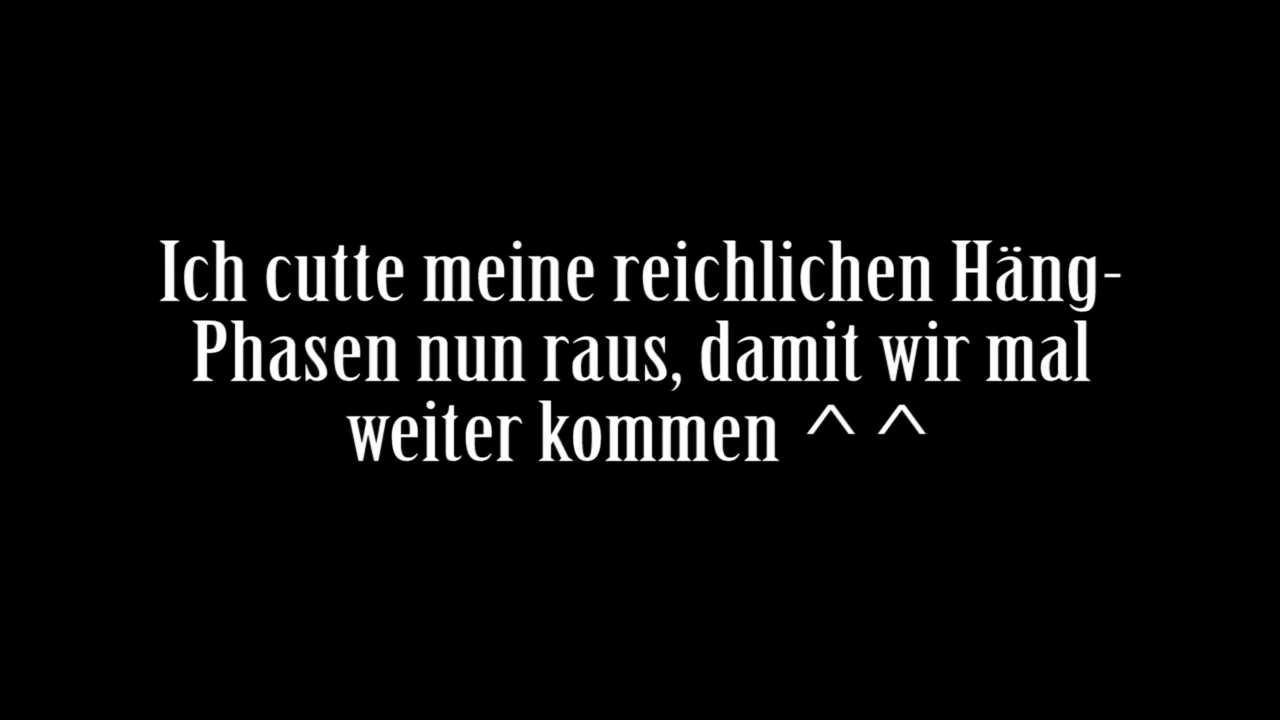 Ich cutte meine reichlichen Häng-
Phasen nun raus, damit wir mal
weiter kommen ^ ^